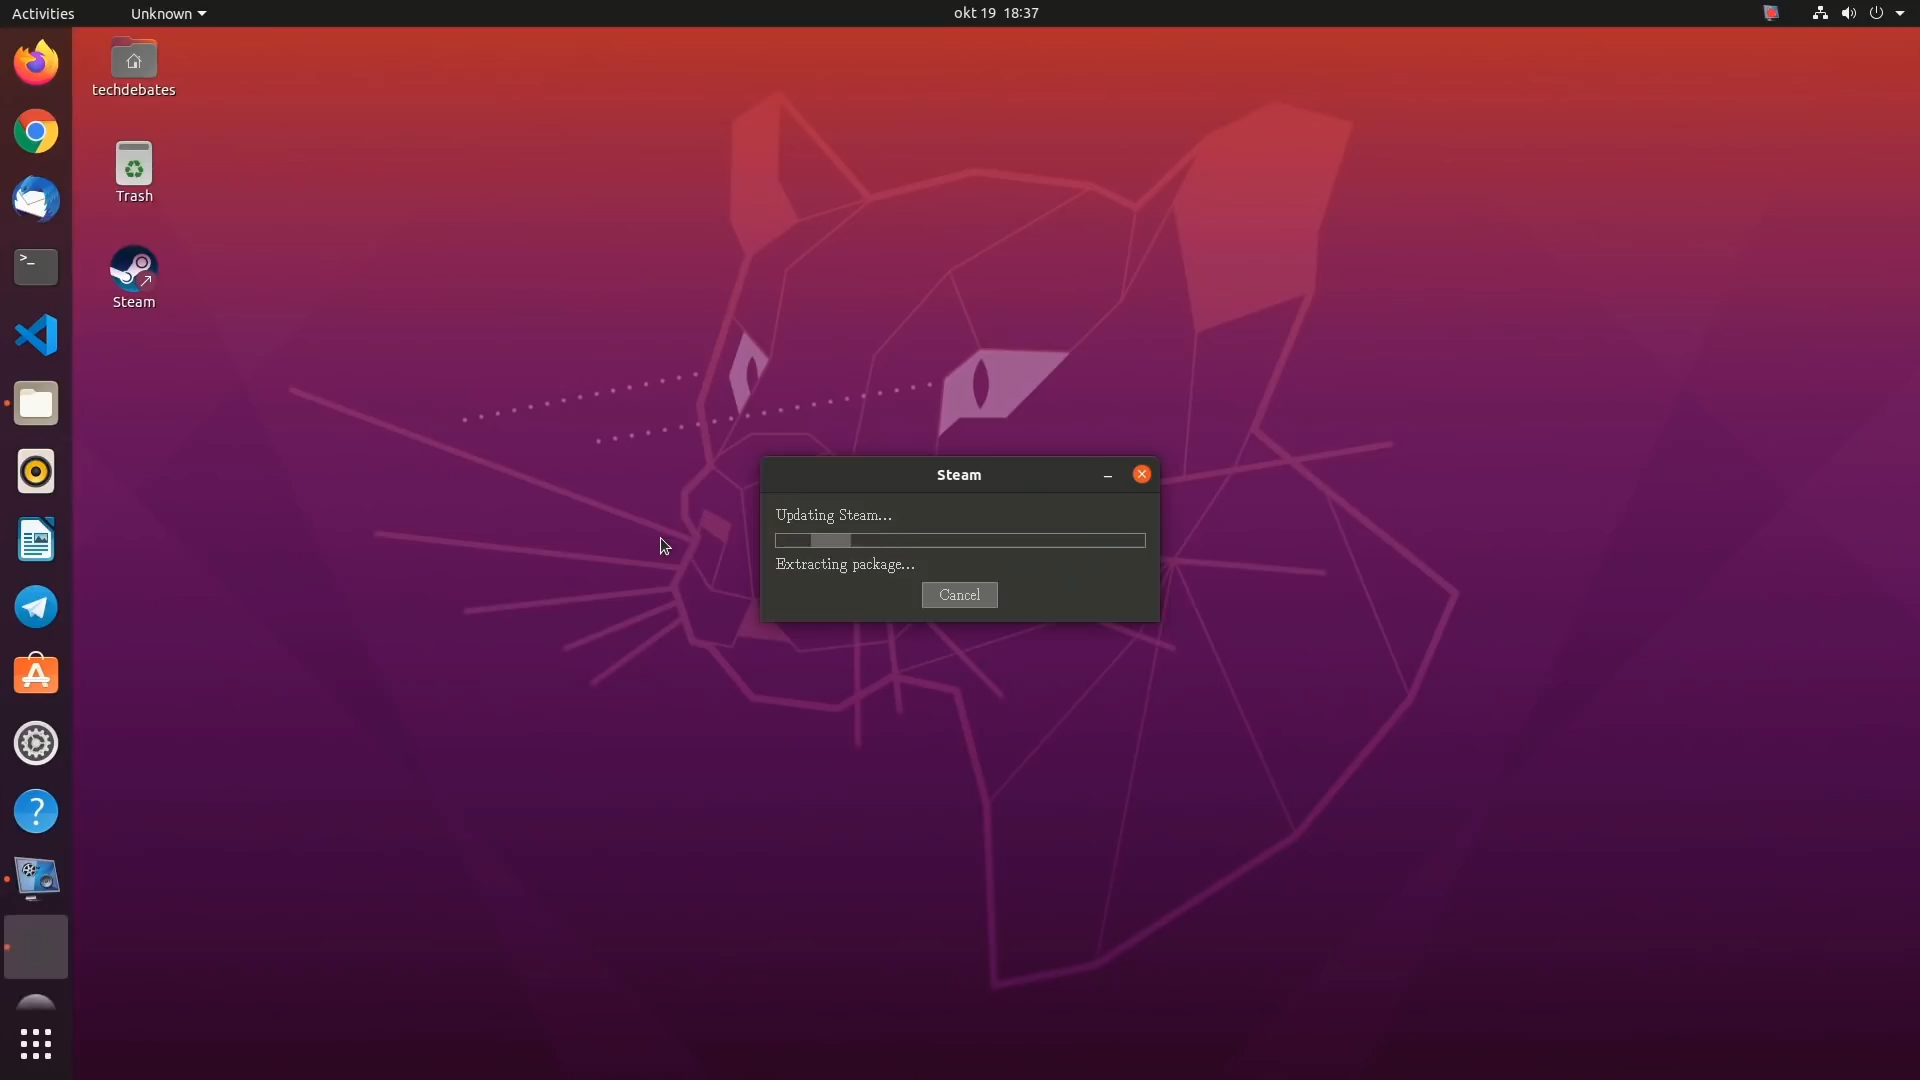 Activities
Unknown
okt 19 18:37
techdebates
Trash
Steam
Steam
Updating Steam...
Extracting package...
Cancel